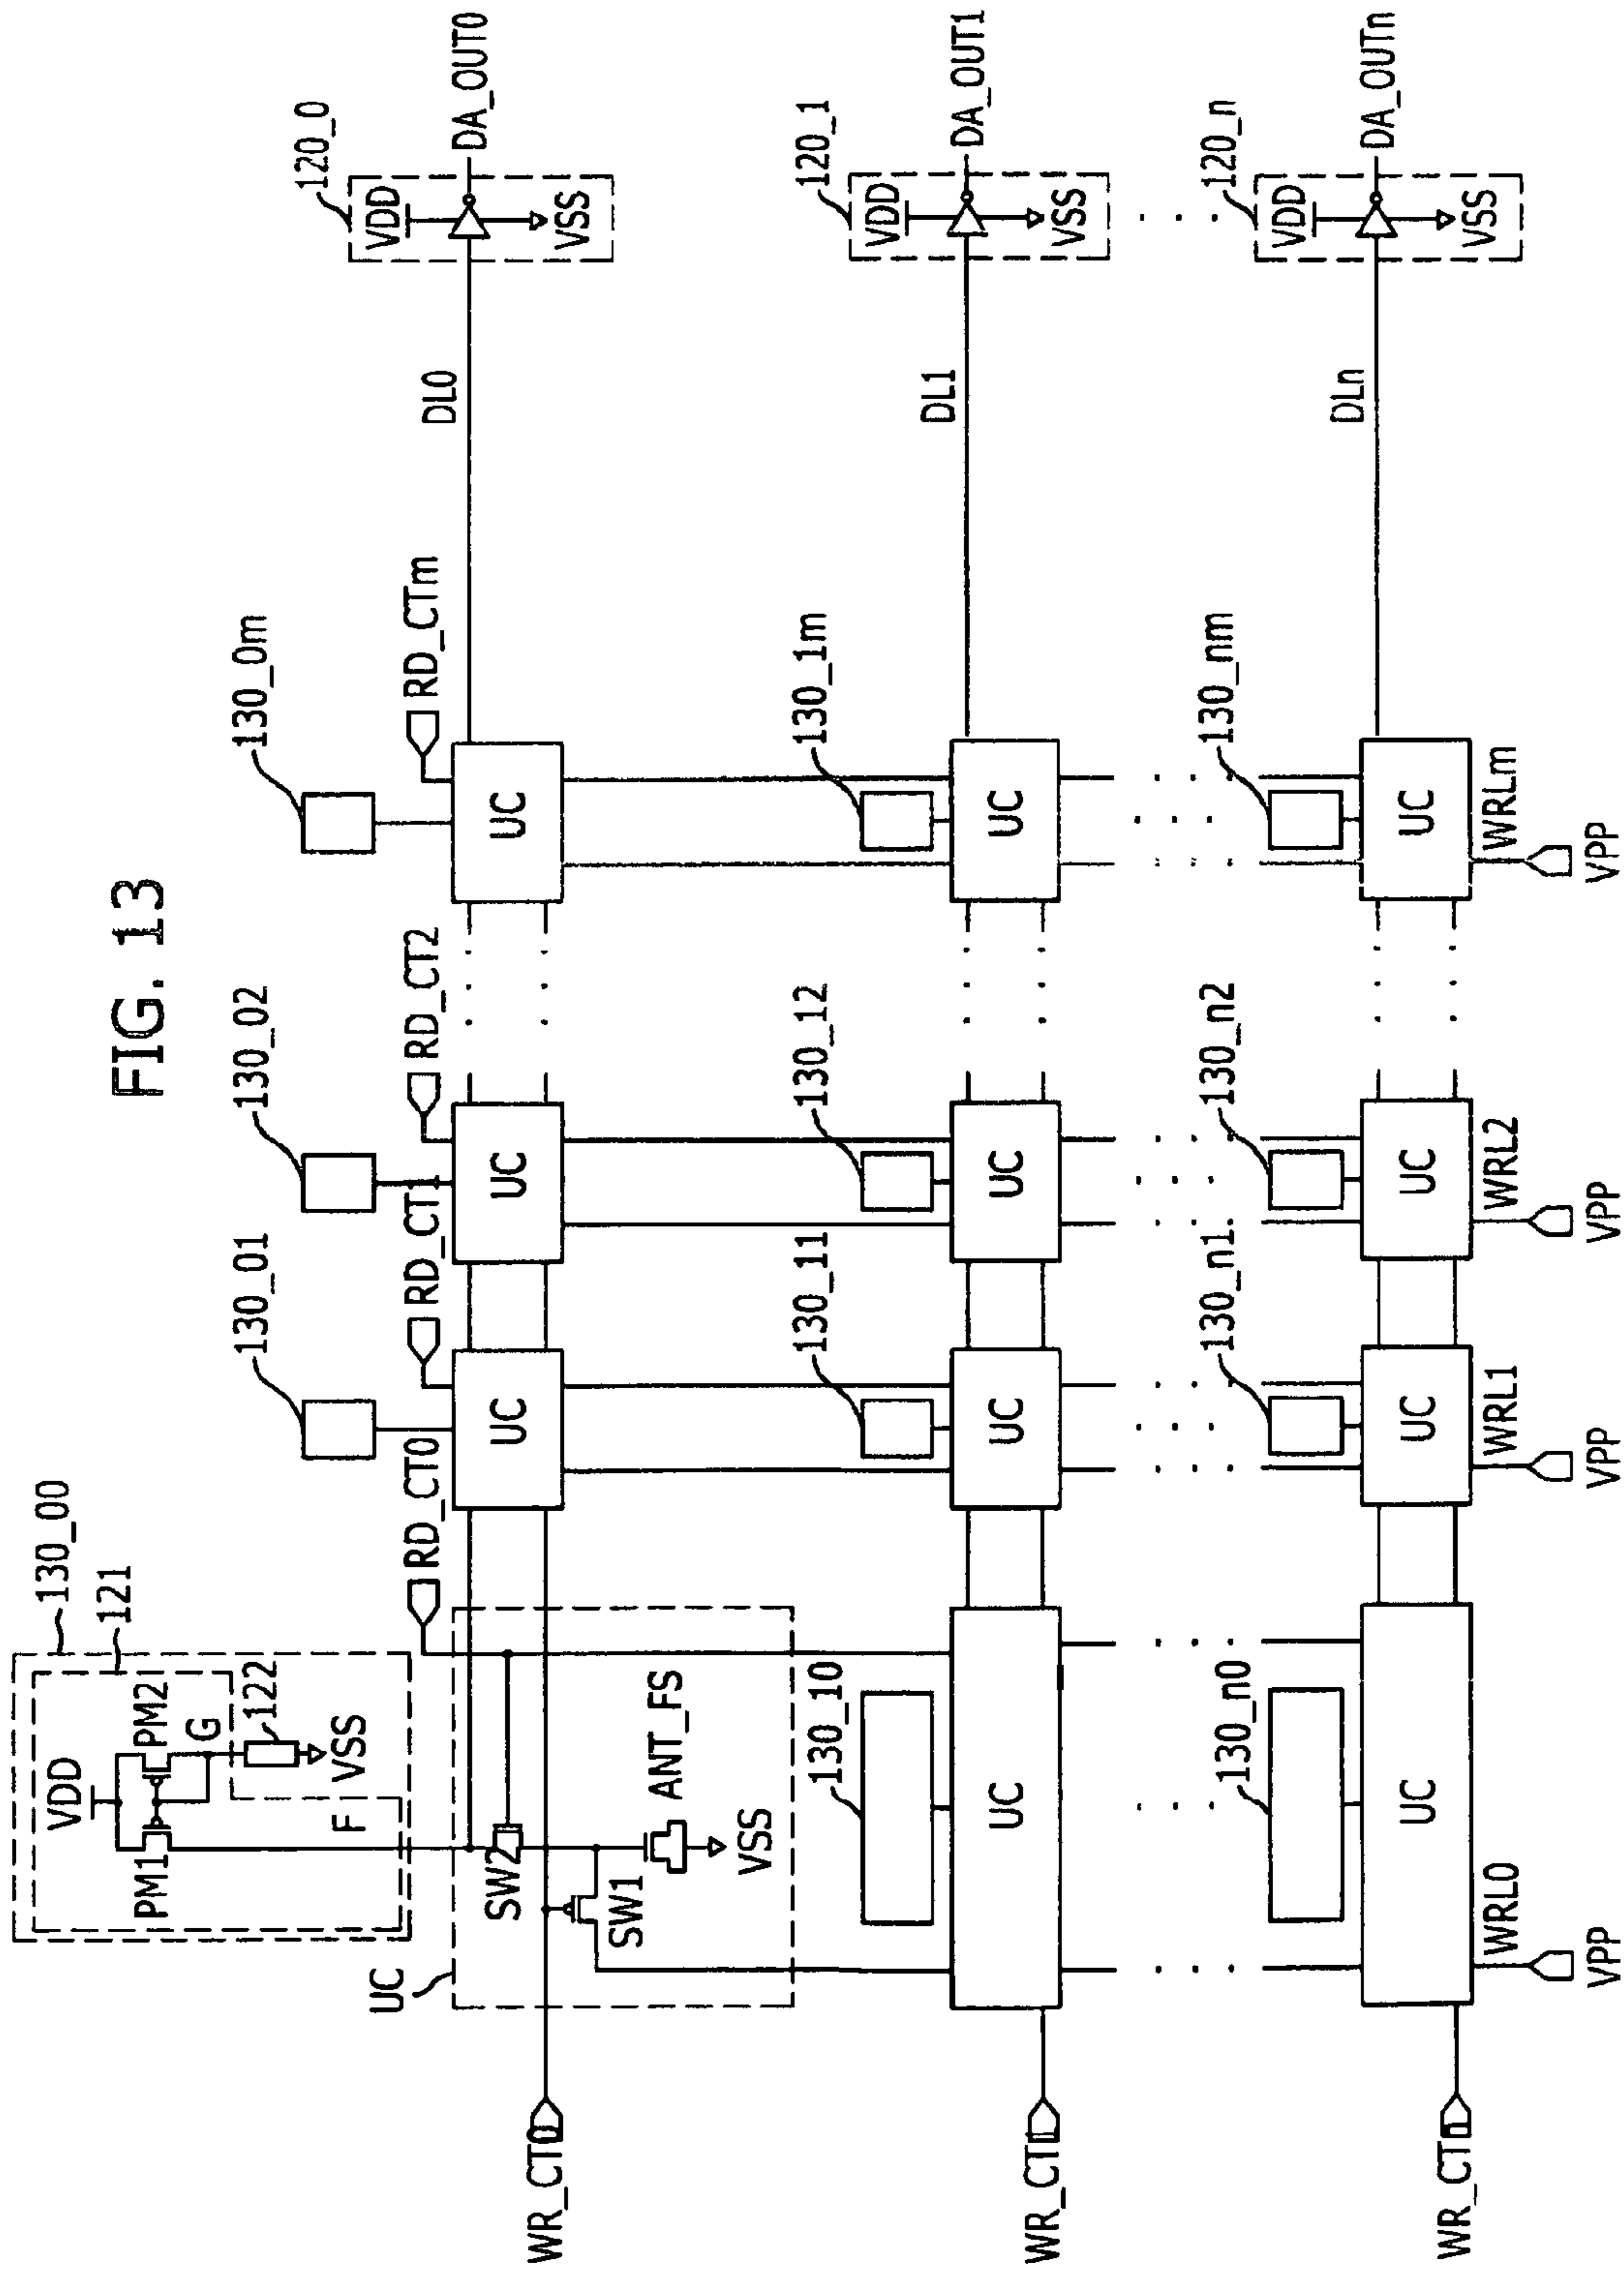 FIG. 13
130_00
121
VDD
PM1
PM2
G
122
VSS
F
130_01
130_02
130_0m
RD_CT0
RD_CT1
RD_CT2
RD_CTm
UC
SW2
SW1
ANT_FS
VSS
UC
UC
UC
DL0
120_0
VDD
VSS
DA_OUT0
WR_CT0
130_10
130_11
130_12
130_1m
UC
UC
UC
UC
DL1
120_1
VDD
VSS
DA_OUT1
WR_CT1
130_n0
130_n1
130_n2
130_nm
UC
UC
UC
UC
DLn
120_n
VDD
VSS
DA_OUTn
WR_CTn
WRL0
WRL1
WRL2
WRLm
VPP
VPP
VPP
VPP